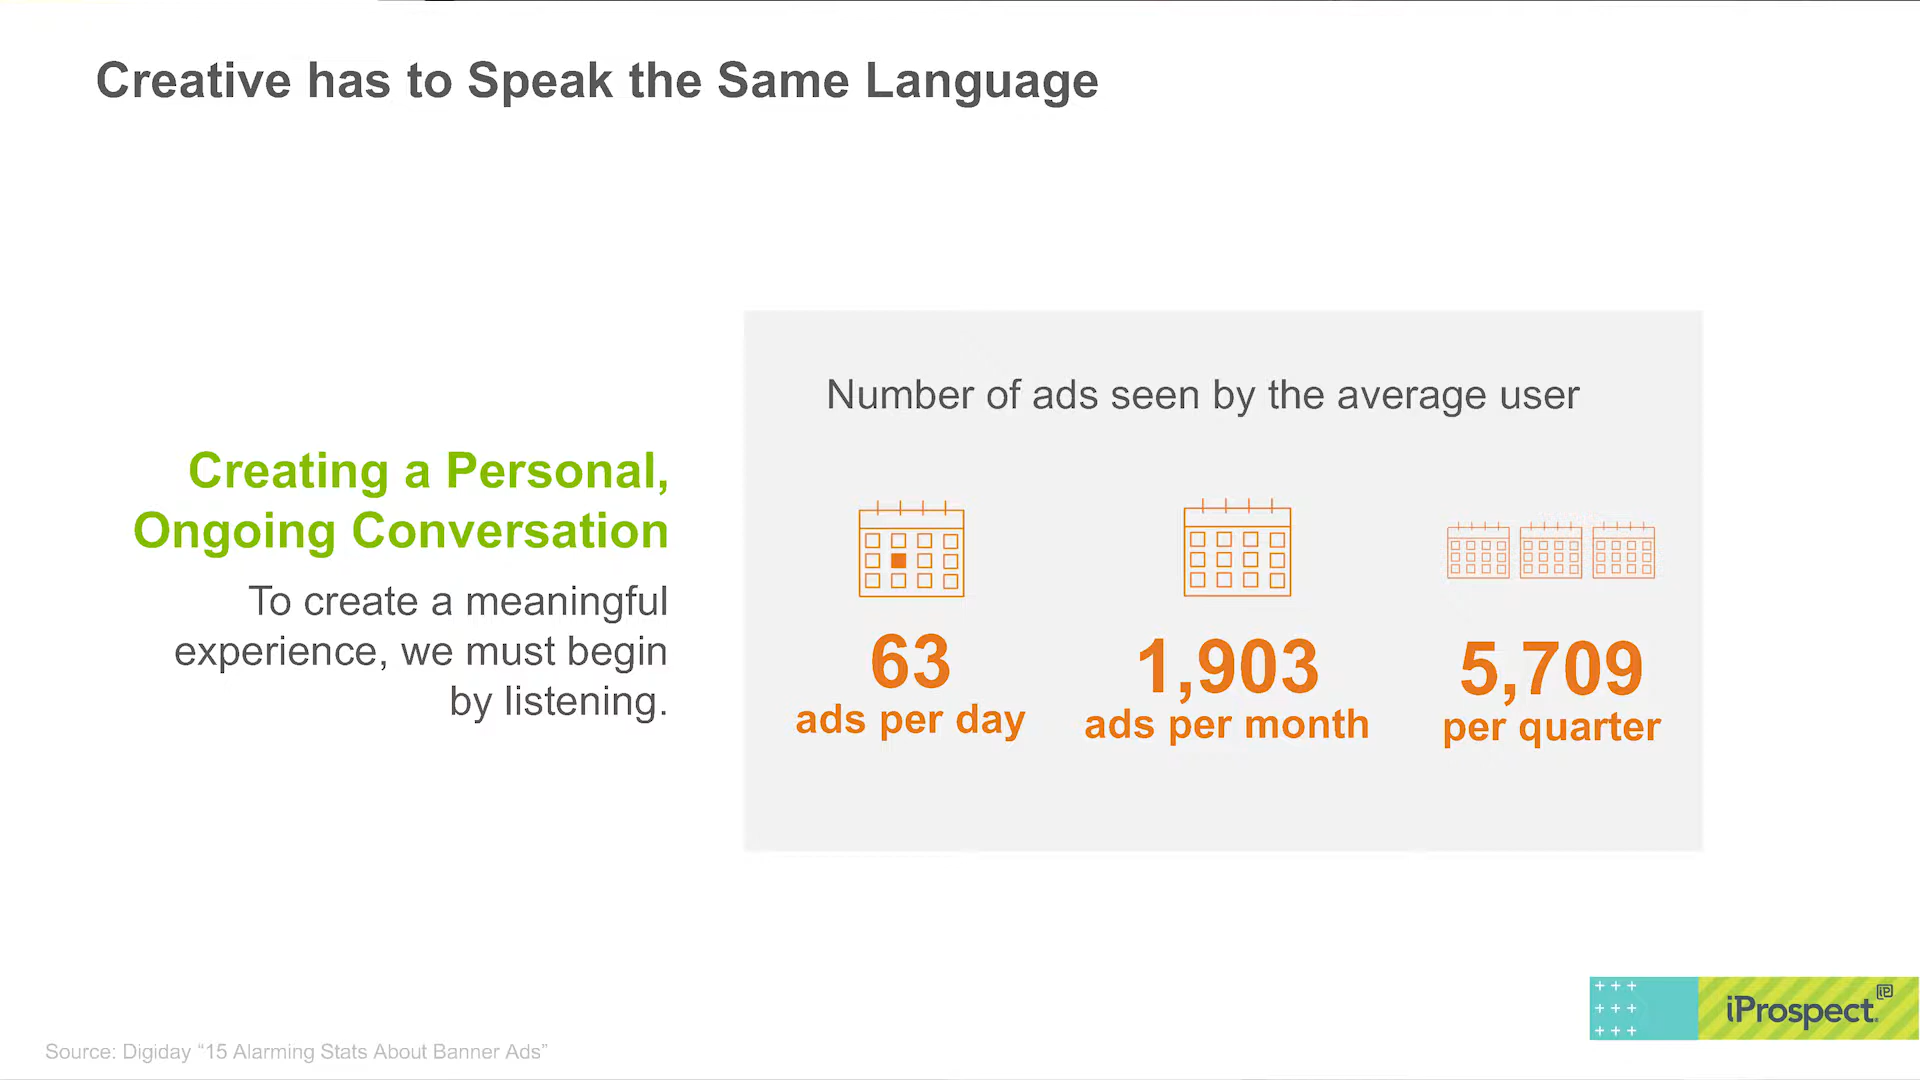 Creative has to Speak the Same Language
Creating a Personal,
Ongoing Conversation
To create a meaningful
experience, we must begin
by listening.
Number of ads seen by the average user
63
ads per day
1,903
ads per month
5,709
per quarter
iProspect
iP
Source: Digiday “15 Alarming Stats About Banner Ads”